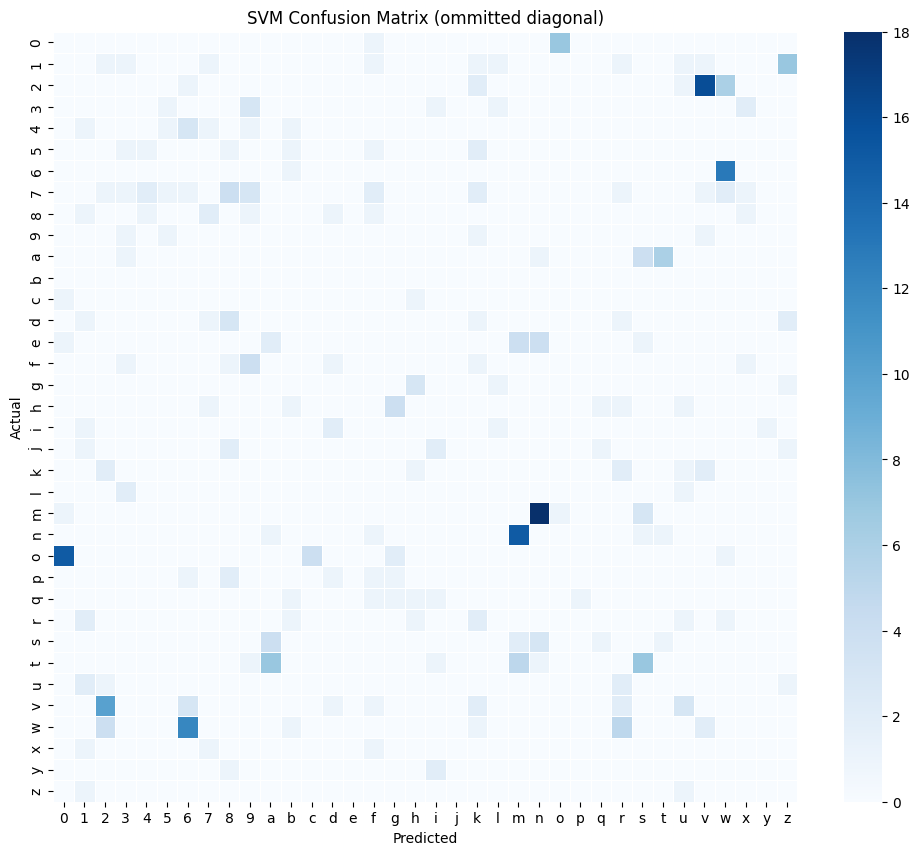 SVM Confusion Matrix (ommitted diagonal)
Actual
0
1
2
3
4
5
6
7
8
9
a
b
c
d
e
f
g
h
i
j
k
l
m
n
o
p
q
r
s
t
u
v
w
x
y
z
0 1 2 3 4 5 6 7 8 9 a b c d e f g h i j k l m n o p q r s t u v w x y z
Predicted
18
16
14
12
10
8
6
4
2
0